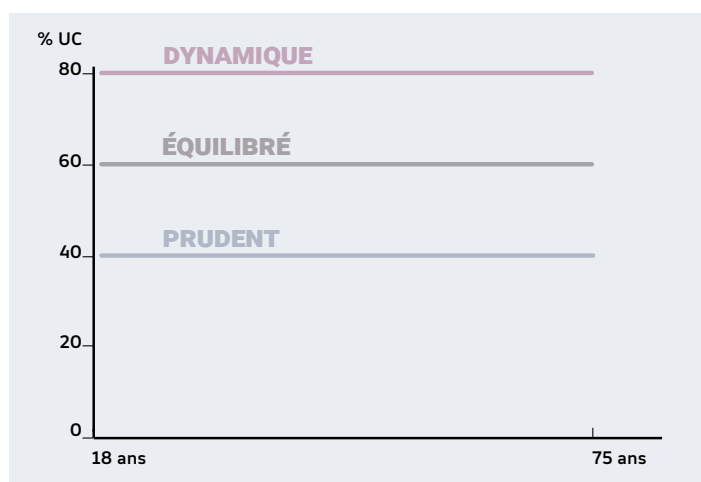 % UC
DYNAMIQUE
80
ÉQUILIBRÉ
60
PRUDENT
40
20
0
18 ans
75 ans